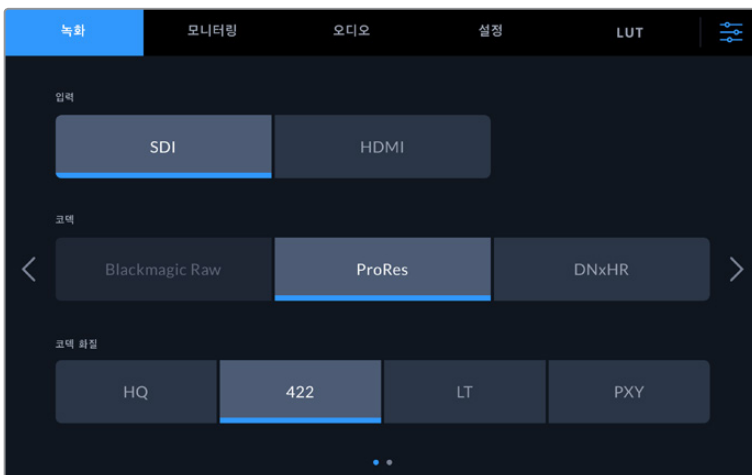 녹화 모니터링 오디오 설정 LUT
입력
SDI HDMI
코덱
Blackmagic Raw ProRes DNxHR
코덱 화질
HQ 422 LT PXY